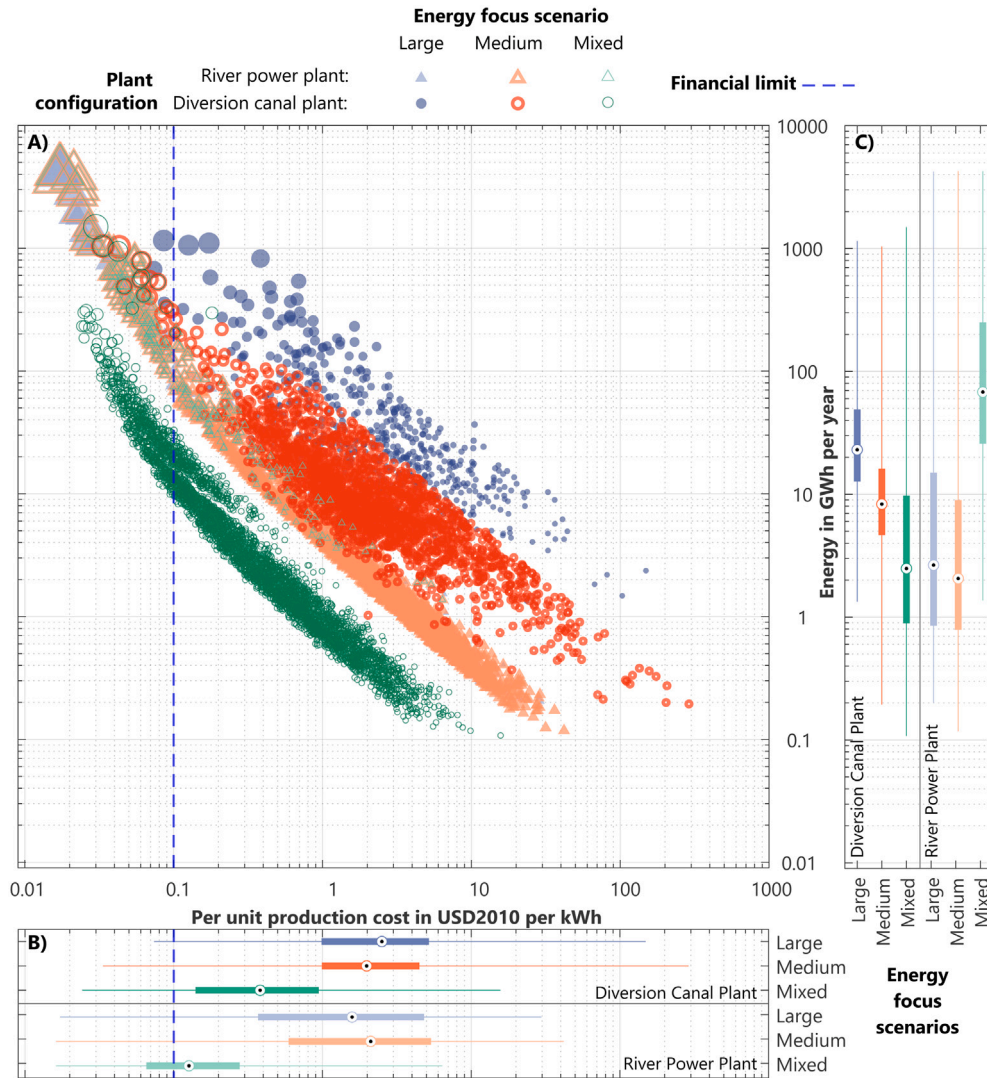 Energy focus scenario
Large Medium Mixed
Plant configuration
River power plant:
Diversion canal plant:
Financial limit
A)
10000
1000
100
10
1
0.1
0.01
Energy in GWh per year
0.01 0.1 1 10 100 1000
Per unit production cost in USD2010 per kWh
C)
Diversion Canal Plant
River Power Plant
Large
Medium
Mixed
Large
Medium
Mixed
Energy
focus
scenarios
B)
Large
Medium
Diversion Canal Plant Mixed
Large
Medium
River Power Plant Mixed